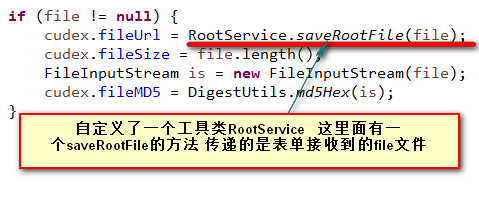 if (file != null) {
cudex.fileUrl = RootService.saveRootFile(file);
cudex.fileSize = file.length();
FileInputStream is = new FileInputStream(file);
cudex.fileMD5 = DigestUtils.md5Hex(is);
}
自定义了一个工具类RootService 这里面有一
个saveRootFile的方法 传递的是表单接收到的file文件